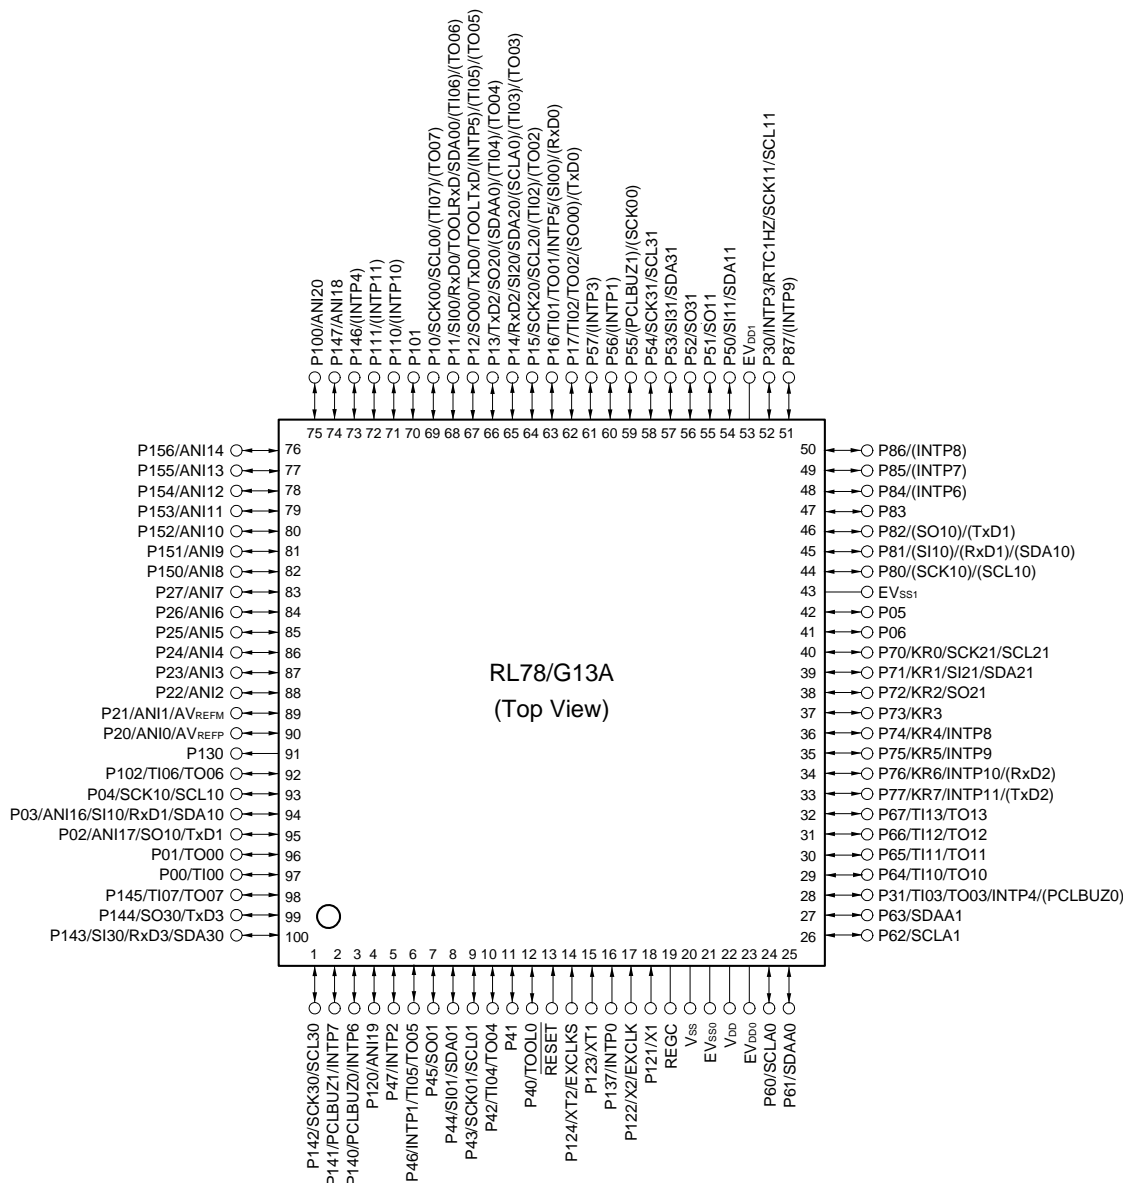 P100/ANI20
P147/ANI18
P146/(INTP4)
P111/(INTP11)
P110/(INTP10)
P101
P10/SCK00/SCL00/(TI07)/(TO07)
P11/SI00/RxD0/TOOLRxD/SDA00/(TI06)/(TO06)
P12/SO00/TxD0/TOOLTxD/(INTP5)/(TI05)/(TO05)
P13/TxD2/SO20/(SDAA0)/(TI04)/(TO04)
P14/RxD2/SI20/SDA20/(SCLA0)/(TI03)/(TO03)
P15/SCK20/SCL20/(TI02)/(TO02)
P16/TI01/TO01/INTP5/(SI00)/(RxD0)
P17/TI02/TO02/(SO00)/(TxD0)
P57/(INTP3)
P56/(INTP1)
P55/(PCLBUZ1)/(SCK00)
P54/SCK31/SCL31
P53/SI31/SDA31
P52/SO31
P51/SO11
P50/SI11/SDA11
EVDD1
P30/INTP3/RTC1HZ/SCK11/SCL11
P87/(INTP9)
75 74 73 72 71 70 69 68 67 66 65 64 63 62 61 60 59 58 57 56 55 54 53 52 51
P156/ANI14 76
P155/ANI13 77
P154/ANI12 78
P153/ANI11 79
P152/ANI10 80
P151/ANI9 81
P150/ANI8 82
P27/ANI7 83
P26/ANI6 84
P25/ANI5 85
P24/ANI4 86
P23/ANI3 87
P22/ANI2 88
P21/ANI1/AVREFM 89
P20/ANI0/AVREFP 90
P130 91
P102/TI06/TO06 92
P04/SCK10/SCL10 93
P03/ANI16/SI10/RxD1/SDA10 94
P02/ANI17/SO10/TxD1 95
P01/TO00 96
P00/TI00 97
P145/TI07/TO07 98
P144/SO30/TxD3 99
P143/SI30/RxD3/SDA30 100
RL78/G13A
(Top View)
50 P86/(INTP8)
49 P85/(INTP7)
48 P84/(INTP6)
47 P83
46 P82/(SO10)/(TxD1)
45 P81/(SI10)/(RxD1)/(SDA10)
44 P80/(SCK10)/(SCL10)
43 EVSS1
42 P05
41 P06
40 P70/KR0/SCK21/SCL21
39 P71/KR1/SI21/SDA21
38 P72/KR2/SO21
37 P73/KR3
36 P74/KR4/INTP8
35 P75/KR5/INTP9
34 P76/KR6/INTP10/(RxD2)
33 P77/KR7/INTP11/(TxD2)
32 P67/TI13/TO13
31 P66/TI12/TO12
30 P65/TI11/TO11
29 P64/TI10/TO10
28 P31/TI03/TO03/INTP4/(PCLBUZ0)
27 P63/SDAA1
26 P62/SCLA1
1 2 3 4 5 6 7 8 9 10 11 12 13 14 15 16 17 18 19 20 21 22 23 24 25
P142/SCK30/SCL30
P141/PCLBUZ1/INTP7
P140/PCLBUZ0/INTP6
P120/ANI19
P47/INTP2
P46/INTP1/TI05/TO05
P45/SO01
P44/SI01/SDA01
P43/SCK01/SCL01
P42/TI04/TO04
P41
P40/TOOL0
RESET
P124/XT2/EXCLKS
P123/XT1
P137/INTP0
P122/X2/EXCLK
P121/X1
REGC
VSS
EVSS0
VDD
EVDD0
P60/SCLA0
P61/SDAA0